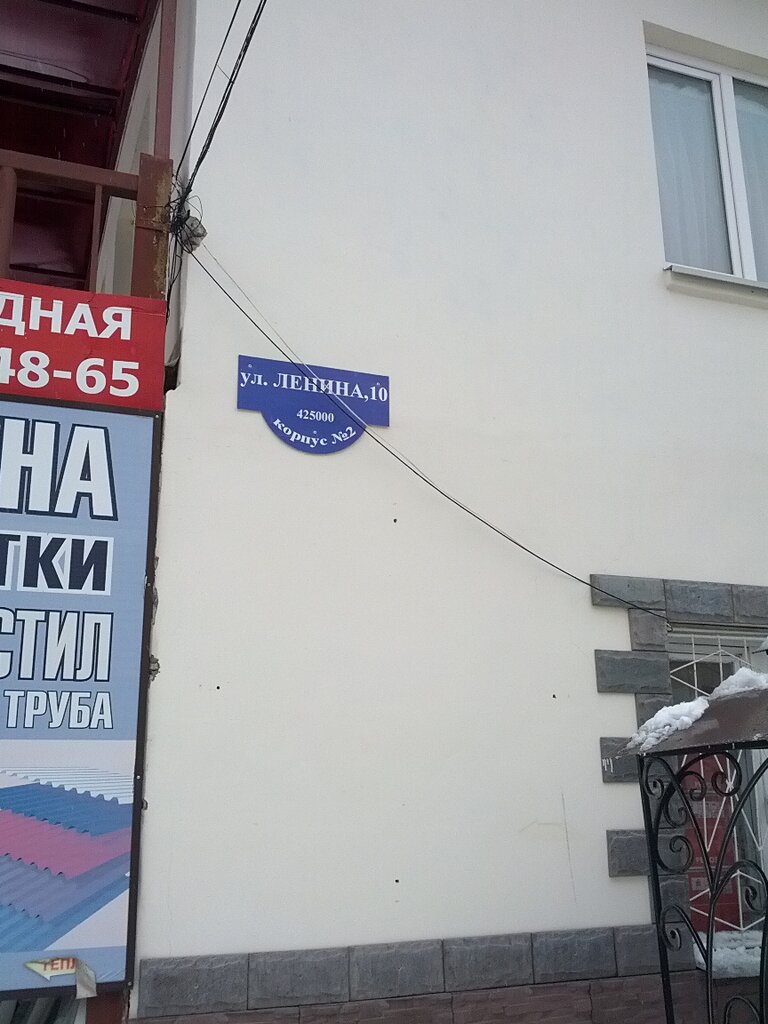 ДНАЯ
48-65
НА
ТКИ
СТИЛ
ТРУБА
ул. ЛЕНИНА,10
425000
корпус №2